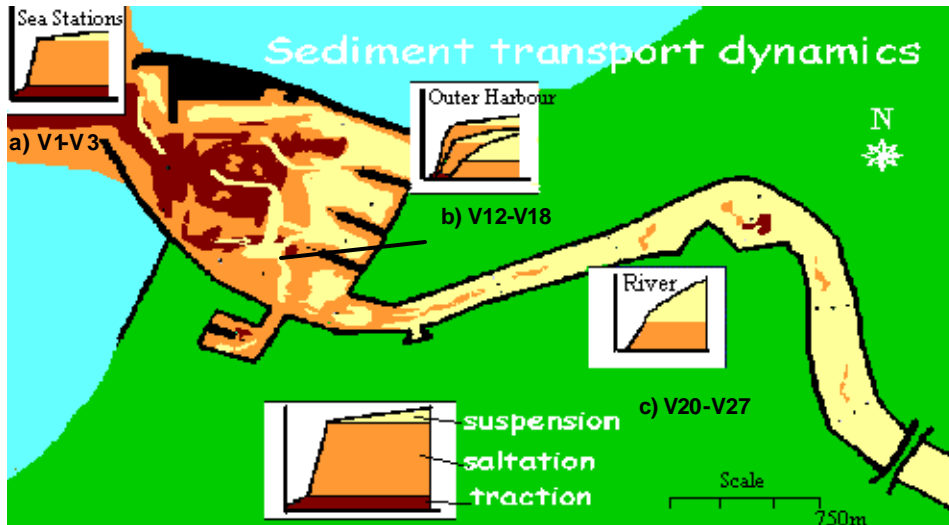 Sea Stations
Sediment transport dynamics
Outer Harbour
N
a) V1-V3
b) V12-V18
River
c) V20-V27
suspension
saltation
traction
Scale
750m